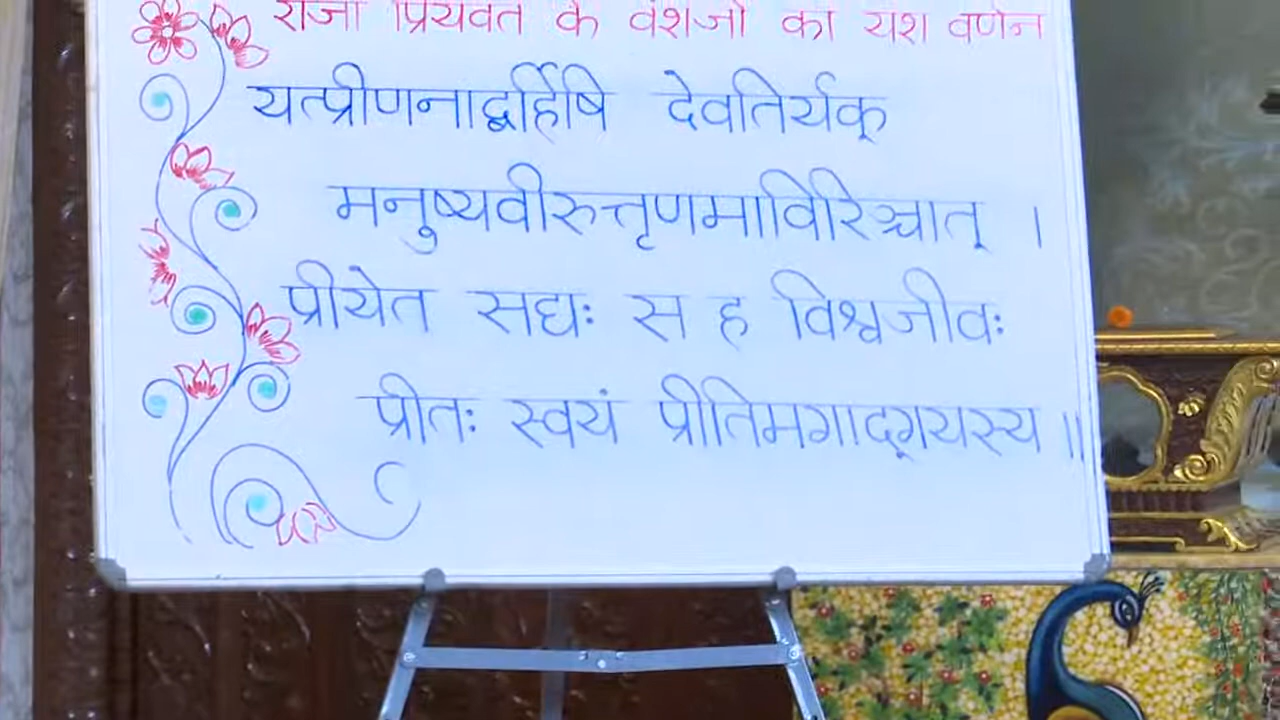 राजा प्रियव्रत के वंशजों का यश वर्णन
यत्प्रीणनाद्बर्हिषि देवतिर्यक्
मनुष्यवीरुत्तृणमाविरिञ्चात् ।
प्रीयेत सद्यः स ह विश्वजीवः
प्रीतः स्वयं प्रीतिमगाद्गयस्य ॥